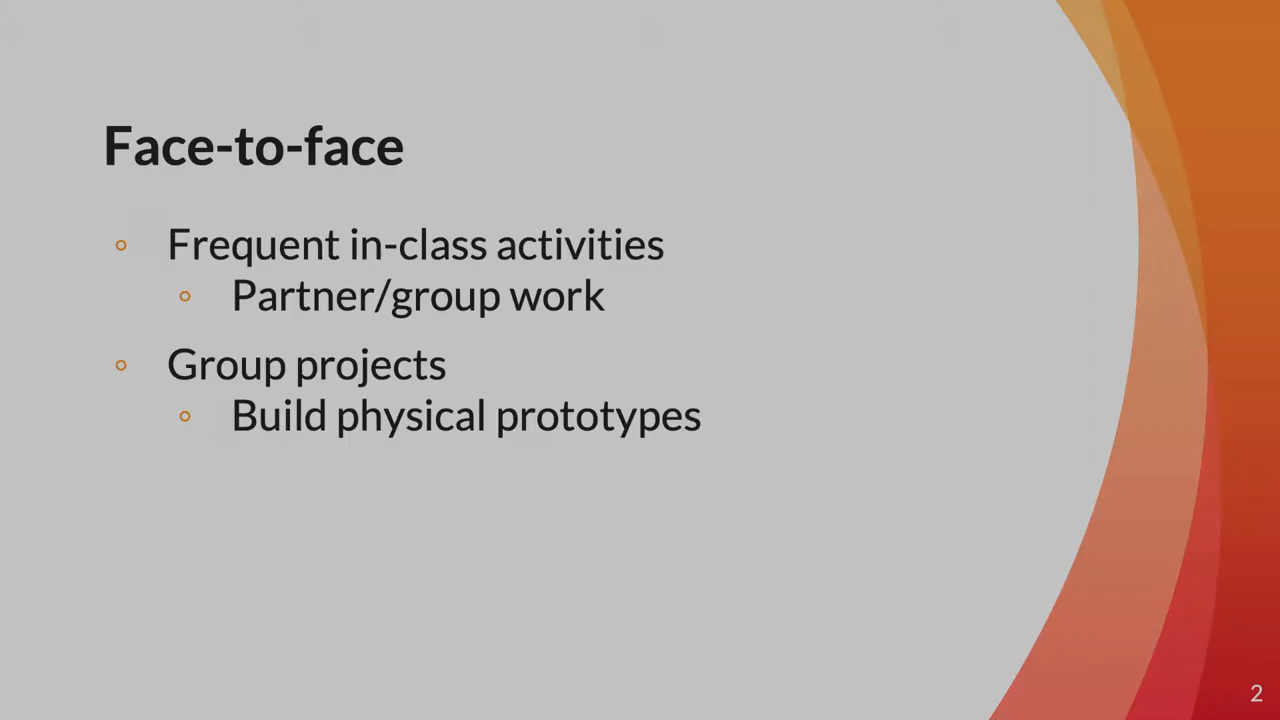 Face-to-face
Frequent in-class activities
Partner/group work
Group projects
Build physical prototypes
2